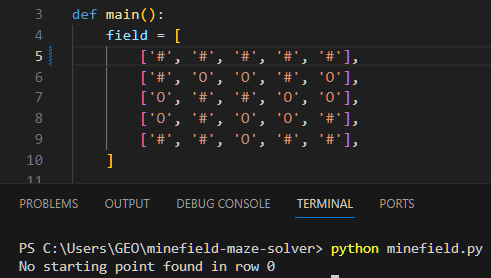 3 def main():
4 field = [
5 ['#', '#', '#', '#', '#'],
6 ['#', 'O', 'O', '#', 'O'],
7 ['O', '#', '#', 'O', 'O'],
8 ['O', '#', 'O', 'O', '#'],
9 ['#', '#', 'O', '#', '#'],
10 ]
11
PROBLEMS OUTPUT DEBUG CONSOLE TERMINAL PORTS
PS C:\Users\GEO\minefield-maze-solver> python minefield.py
No starting point found in row 0